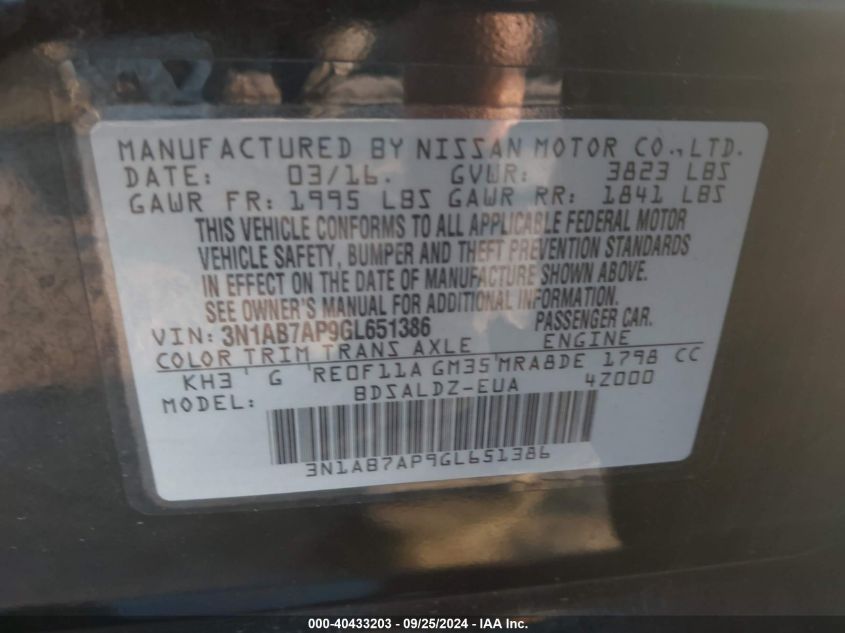 MANUFACTURED BY NISSAN MOTOR CO., LTD.
DATE: 03/16. GVWR: 3823 LBS
GAWR FR: 1995 LBS GAWR RR: 1841 LBS
THIS VEHICLE CONFORMS TO ALL APPLICABLE FEDERAL MOTOR
VEHICLE SAFETY, BUMPER AND THEFT PREVENTION STANDARDS
IN EFFECT ON THE DATE OF MANUFACTURE SHOWN ABOVE.
SEE OWNER'S MANUAL FOR ADDITIONAL INFORMATION.
VIN: 3N1AB7AP9GL651386 PASSENGER CAR.
COLOR TRIM TRANS AXLE ENGINE
KH3 G RE0F11A GM35 MRA8DE 1798 CC
MODEL: BDSALDZ-EUA 4Z000
3N1AB7AP9GL651386
000-40433203 - 09/25/2024 - IAA Inc.